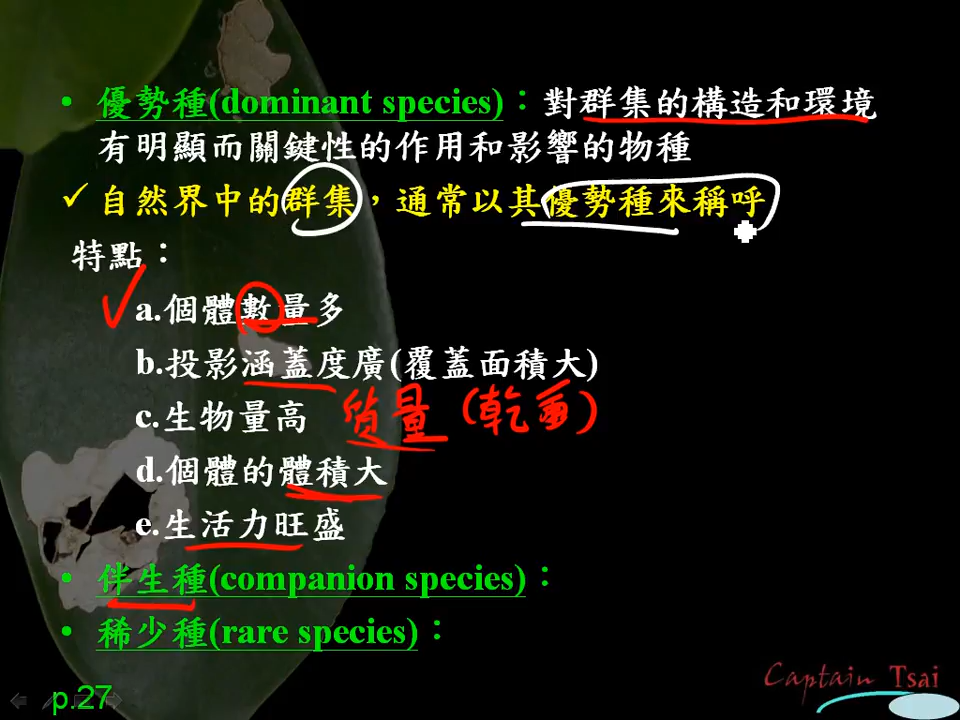 • 優勢種(dominant species)：對群集的構造和環境
有明顯而關鍵性的作用和影響的物種
✓自然界中的群集，通常以其優勢種來稱呼
特點：
a.個體數量多
b.投影涵蓋度廣(覆蓋面積大)
c.生物量高 質量(乾重)
d.個體的體積大
e.生活力旺盛
• 伴生種(companion species)：
• 稀少種(rare species)：
p.27
Captain Tsai